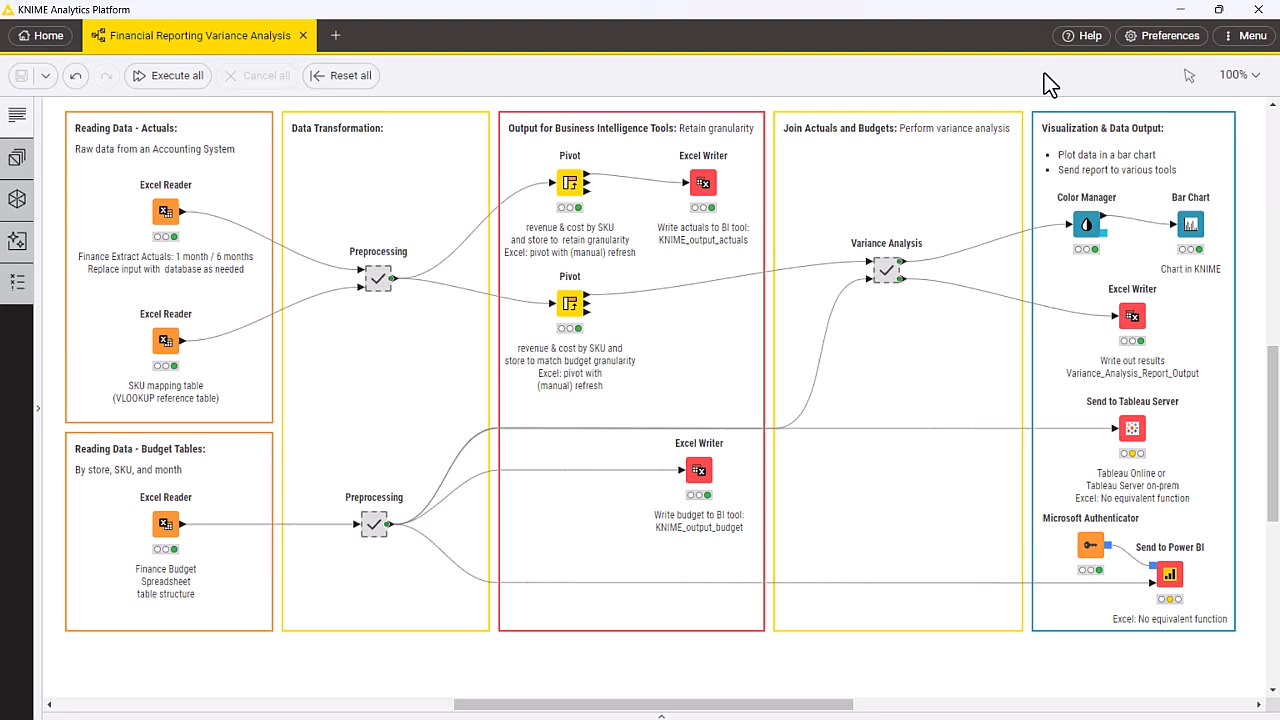 KNIME Analytics Platform
Home
Financial Reporting Variance Analysis
Help
Preferences
Menu
Execute all
Cancel all
Reset all
100%
Reading Data - Actuals:
Raw data from an Accounting System
Excel Reader
Finance Extract Actuals: 1 month / 6 months
Replace input with database as needed
Excel Reader
SKU mapping table
(VLOOKUP reference table)
Reading Data - Budget Tables:
By store, SKU, and month
Excel Reader
Finance Budget
Spreadsheet
table structure
Data Transformation:
Preprocessing
Preprocessing
Output for Business Intelligence Tools: Retain granularity
Pivot
revenue & cost by SKU
and store to retain granularity
Excel: pivot with (manual) refresh
Excel Writer
Write actuals to BI tool:
KNIME_output_actuals
Pivot
revenue & cost by SKU and
store to match budget granularity
Excel: pivot with
(manual) refresh
Excel Writer
Write budget to BI tool:
KNIME_output_budget
Join Actuals and Budgets: Perform variance analysis
Variance Analysis
Visualization & Data Output:
• Plot data in a bar chart
• Send report to various tools
Color Manager
Bar Chart
Chart in KNIME
Excel Writer
Write out results
Variance_Analysis_Report_Output
Send to Tableau Server
Tableau Online or
Tableau Server on-prem
Excel: No equivalent function
Microsoft Authenticator
Send to Power BI
Excel: No equivalent function